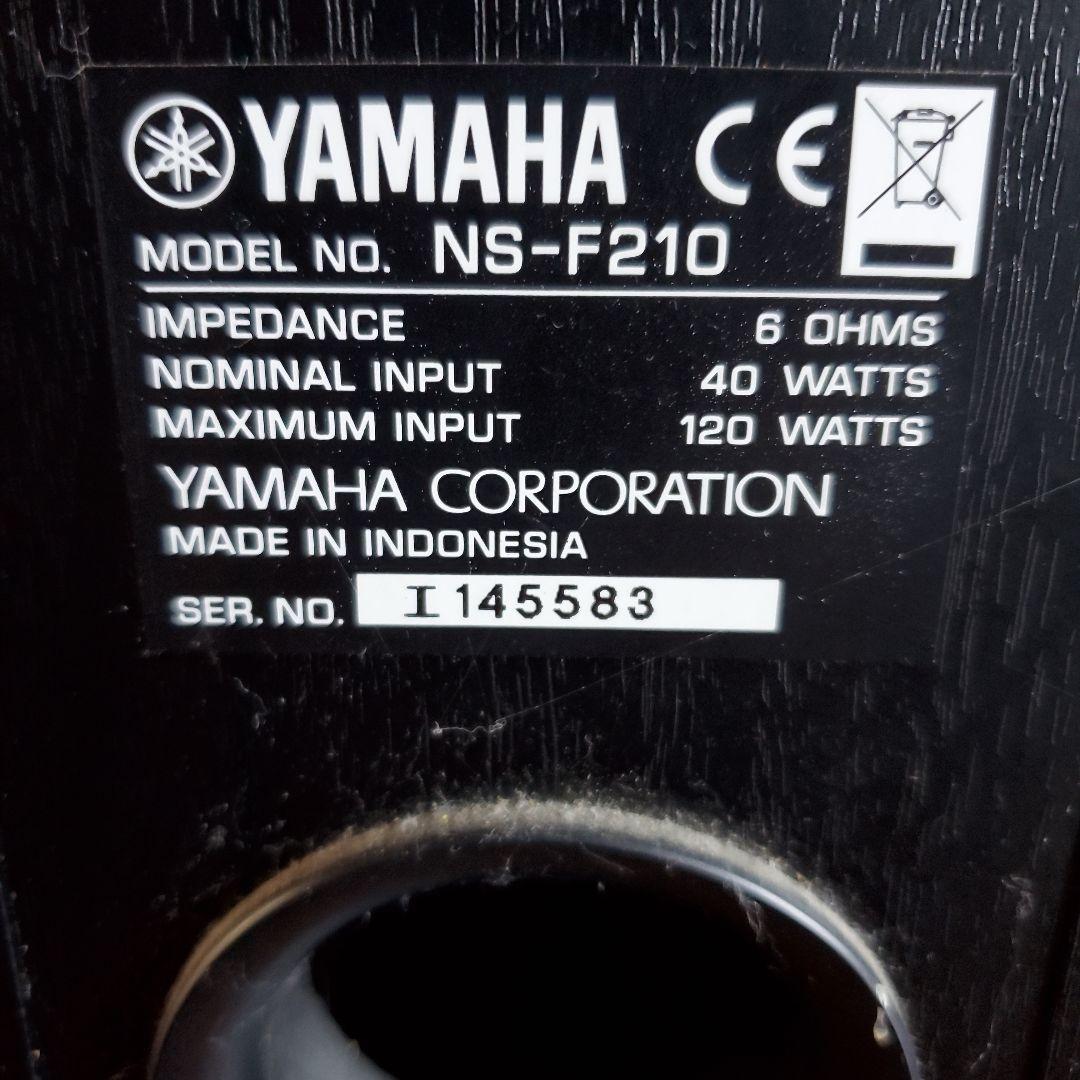 YAMAHA CE
MODEL NO. NS-F210
IMPEDANCE 6 OHMS
NOMINAL INPUT 40 WATTS
MAXIMUM INPUT 120 WATTS
YAMAHA CORPORATION
MADE IN INDONESIA
SER. NO. I145583